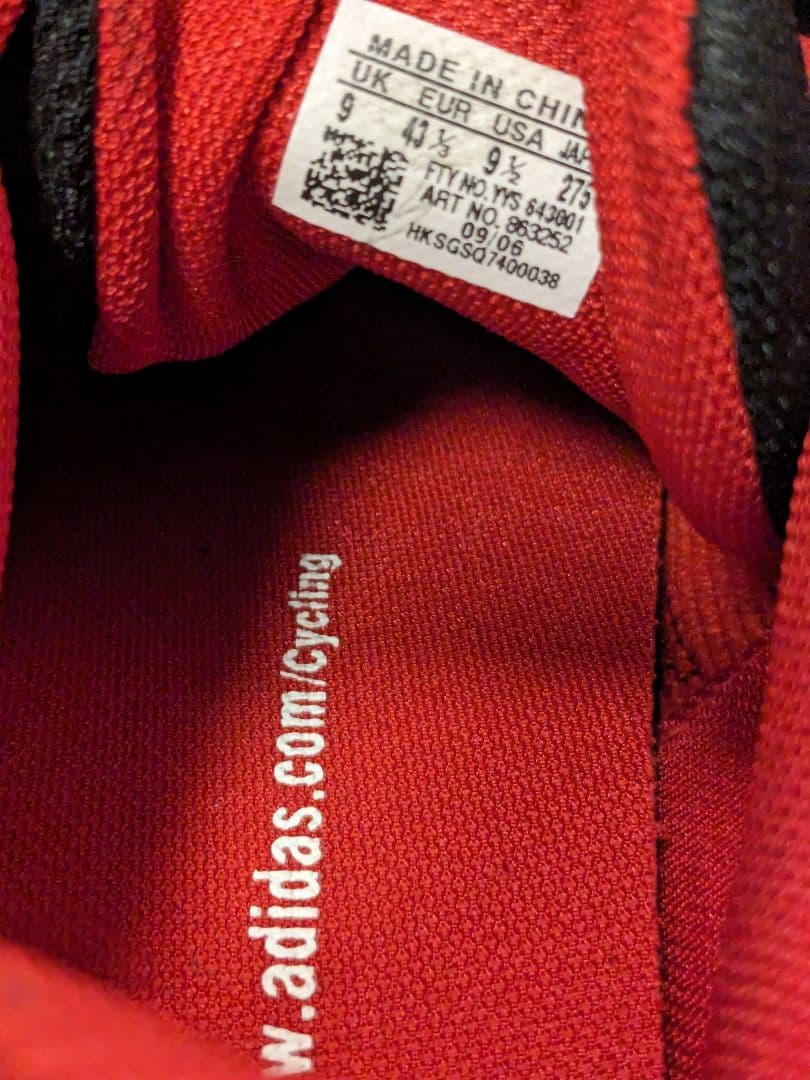 MADE IN CHIN
UK EUR USA JAP
9 43 ⅓ 9 ½ 275
FTY NO. YYS 643001
ART NO. 863252
09/06
HKSGSQ7400038
w.adidas.com/Cycling